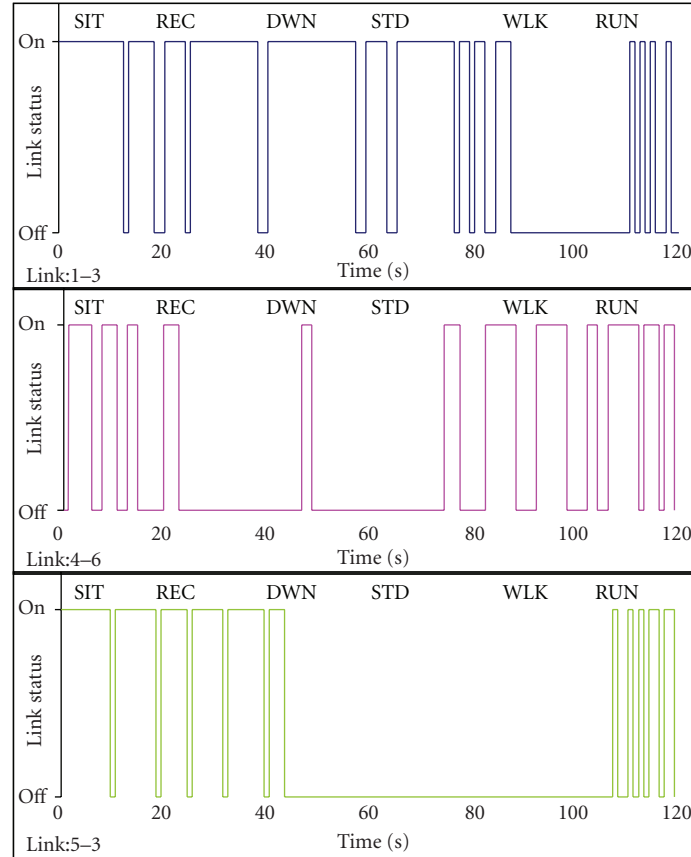 SIT REC DWN STD WLK RUN
On
Link status
Off
0 20 40 60 80 100 120
Time (s)
Link:1–3
SIT REC DWN STD WLK RUN
On
Link status
Off
0 20 40 60 80 100 120
Time (s)
Link:4–6
SIT REC DWN STD WLK RUN
On
Link status
Off
0 20 40 60 80 100 120
Time (s)
Link:5–3